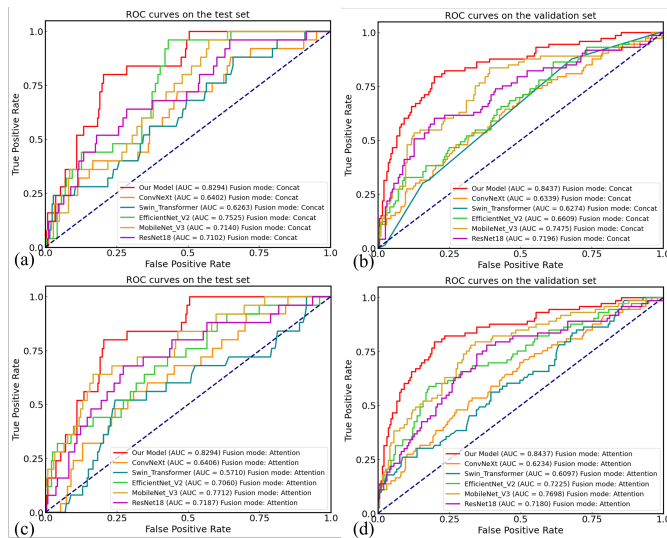 ROC curves on the test set
True Positive Rate
1.00
0.75
0.50
0.25
0.0
Our Model (AUC = 0.8294) Fusion mode: Concat
ConvNeXt (AUC = 0.6402) Fusion mode: Concat
Swin_Transformer (AUC = 0.6263) Fusion mode: Concat
EfficientNet_V2 (AUC = 0.7525) Fusion mode: Concat
MobileNet_V3 (AUC = 0.7140) Fusion mode: Concat
ResNet18 (AUC = 0.7102) Fusion mode: Concat
0.0 0.25 0.50 0.75 1.0
False Positive Rate
(a)
ROC curves on the validation set
True Positive Rate
1.00
0.75
0.50
0.25
0.0
Our Model (AUC = 0.8437) Fusion mode: Concat
ConvNeXt (AUC = 0.6339) Fusion mode: Concat
Swin_Transformer (AUC = 0.6274) Fusion mode: Concat
EfficientNet_V2 (AUC = 0.6609) Fusion mode: Concat
MobileNet_V3 (AUC = 0.7475) Fusion mode: Concat
ResNet18 (AUC = 0.7196) Fusion mode: Concat
0.0 0.25 0.50 0.75 1.0
False Positive Rate
(b)
ROC curves on the test set
True Positive Rate
1.00
0.75
0.50
0.25
0.0
Our Model (AUC = 0.8294) Fusion mode: Attention
ConvNeXt (AUC = 0.6406) Fusion mode: Attention
Swin_Transformer (AUC = 0.5710) Fusion mode: Attention
EfficientNet_V2 (AUC = 0.7060) Fusion mode: Attention
MobileNet_V3 (AUC = 0.7712) Fusion mode: Attention
ResNet18 (AUC = 0.7187) Fusion mode: Attention
0.0 0.25 0.50 0.75 1.0
False Positive Rate
(c)
ROC curves on the validation set
True Positive Rate
1.00
0.75
0.50
0.25
0.0
Our Model (AUC = 0.8437) Fusion mode: Attention
ConvNeXt (AUC = 0.6234) Fusion mode: Attention
Swin_Transformer (AUC = 0.6097) Fusion mode: Attention
EfficientNet_V2 (AUC = 0.7225) Fusion mode: Attention
MobileNet_V3 (AUC = 0.7698) Fusion mode: Attention
ResNet18 (AUC = 0.7180) Fusion mode: Attention
0.0 0.25 0.50 0.75 1.0
False Positive Rate
(d)